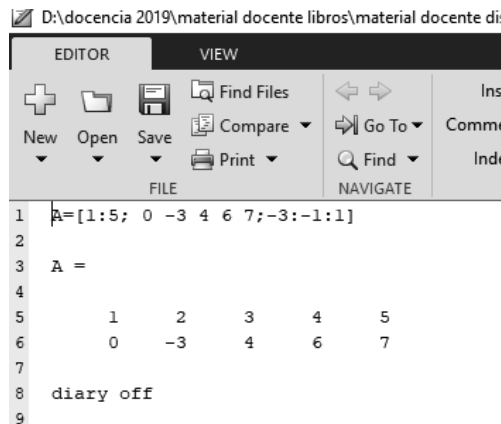 D:\docencia 2019\material docente libros\material docente di
EDITOR VIEW
New Open Save
Find Files
Compare
Print
FILE
Go To
Find
NAVIGATE
Ins
Comme
Inde
1 A=[1:5; 0 -3 4 6 7;-3:-1:1]
2
3 A =
4
5 1 2 3 4 5
6 0 -3 4 6 7
7
8 diary off
9